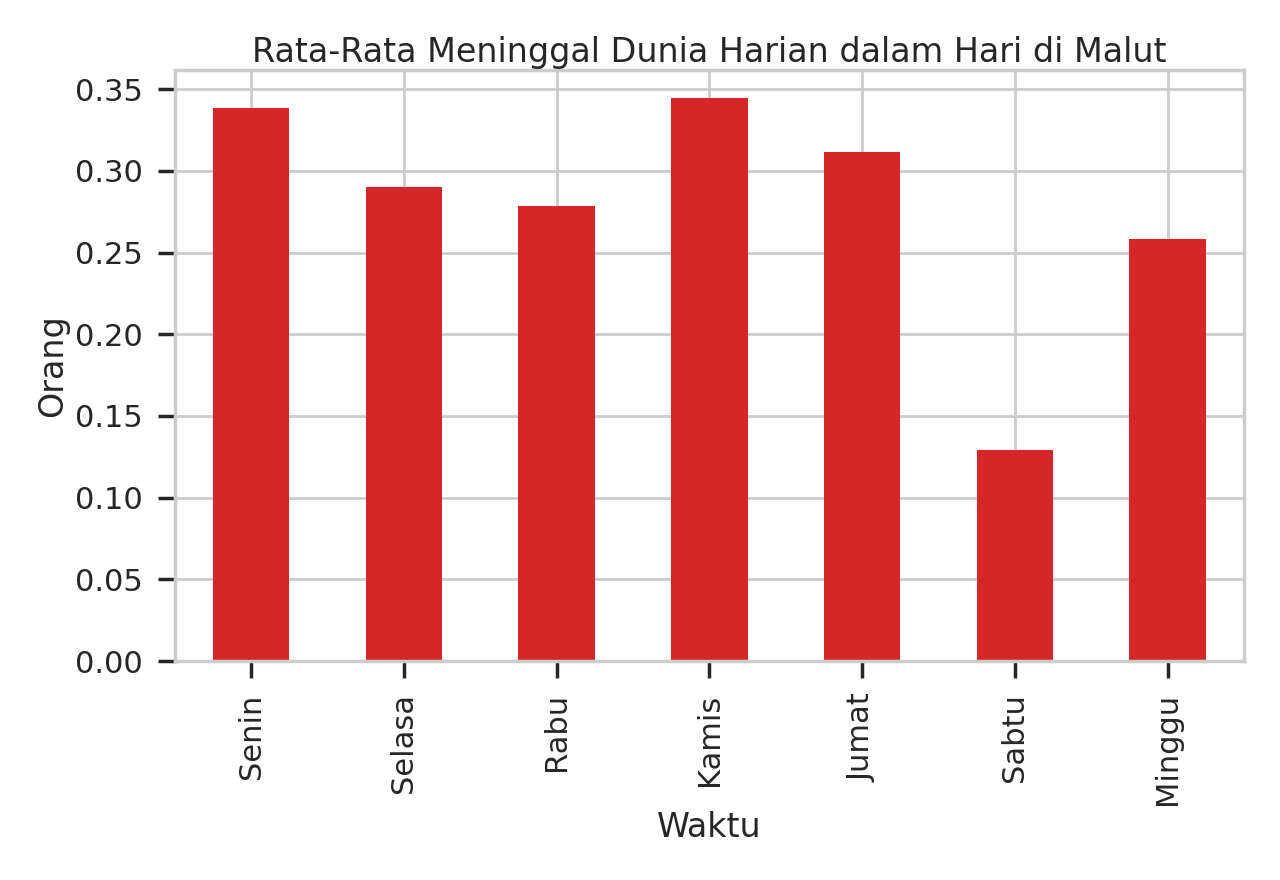 Rata-Rata Meninggal Dunia Harian dalam Hari di Malut
Orang
0.35
0.30
0.25
0.20
0.15
0.10
0.05
0.00
Senin
Selasa
Rabu
Kamis
Jumat
Sabtu
Minggu
Waktu